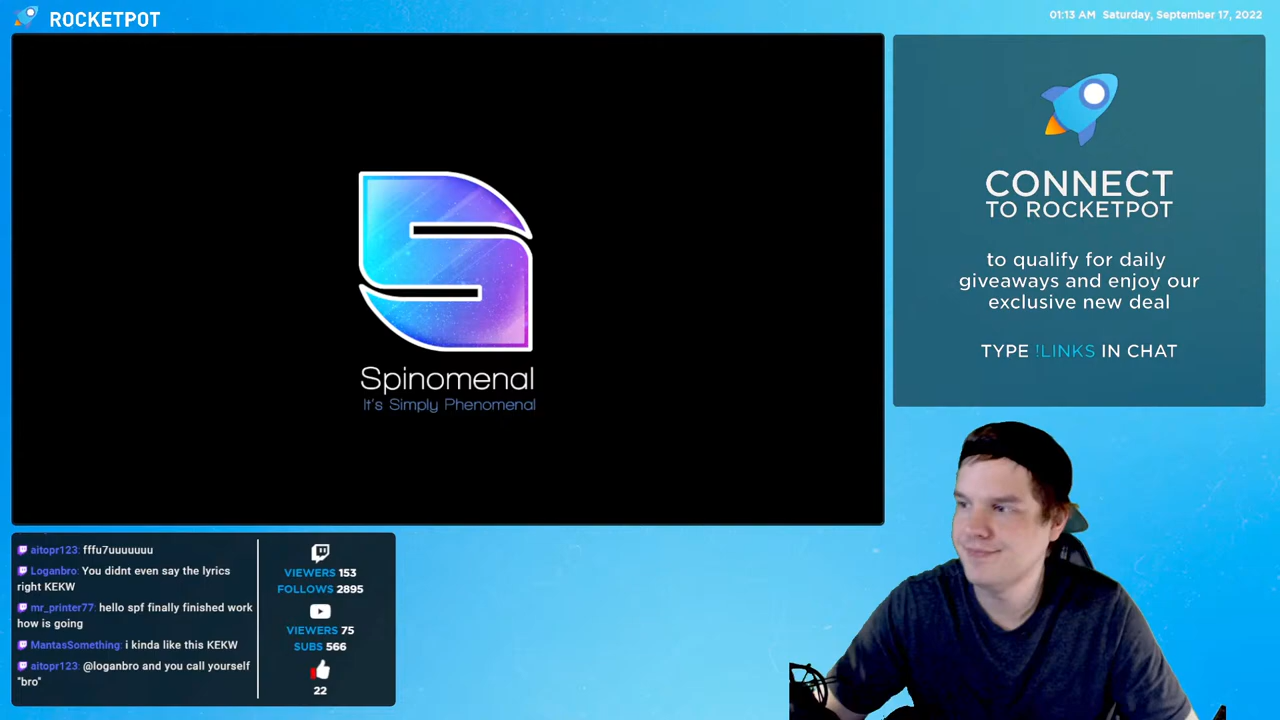 ROCKETPOT
01:13 AM Saturday, September 17, 2022
Spinomenal
It's Simply Phenomenal
CONNECT
TO ROCKETPOT
to qualify for daily
giveaways and enjoy our
exclusive new deal
TYPE !LINKS IN CHAT
aitopr123: fffu7uuuuuuu
Loganbro: You didnt even say the lyrics
right KEKW
mr_printer77: hello spf finally finished work
how is going
MantasSomething: i kinda like this KEKW
aitopr123: @loganbro and you call yourself
"bro"
VIEWERS 153
FOLLOWS 2895
VIEWERS 75
SUBS 566
22